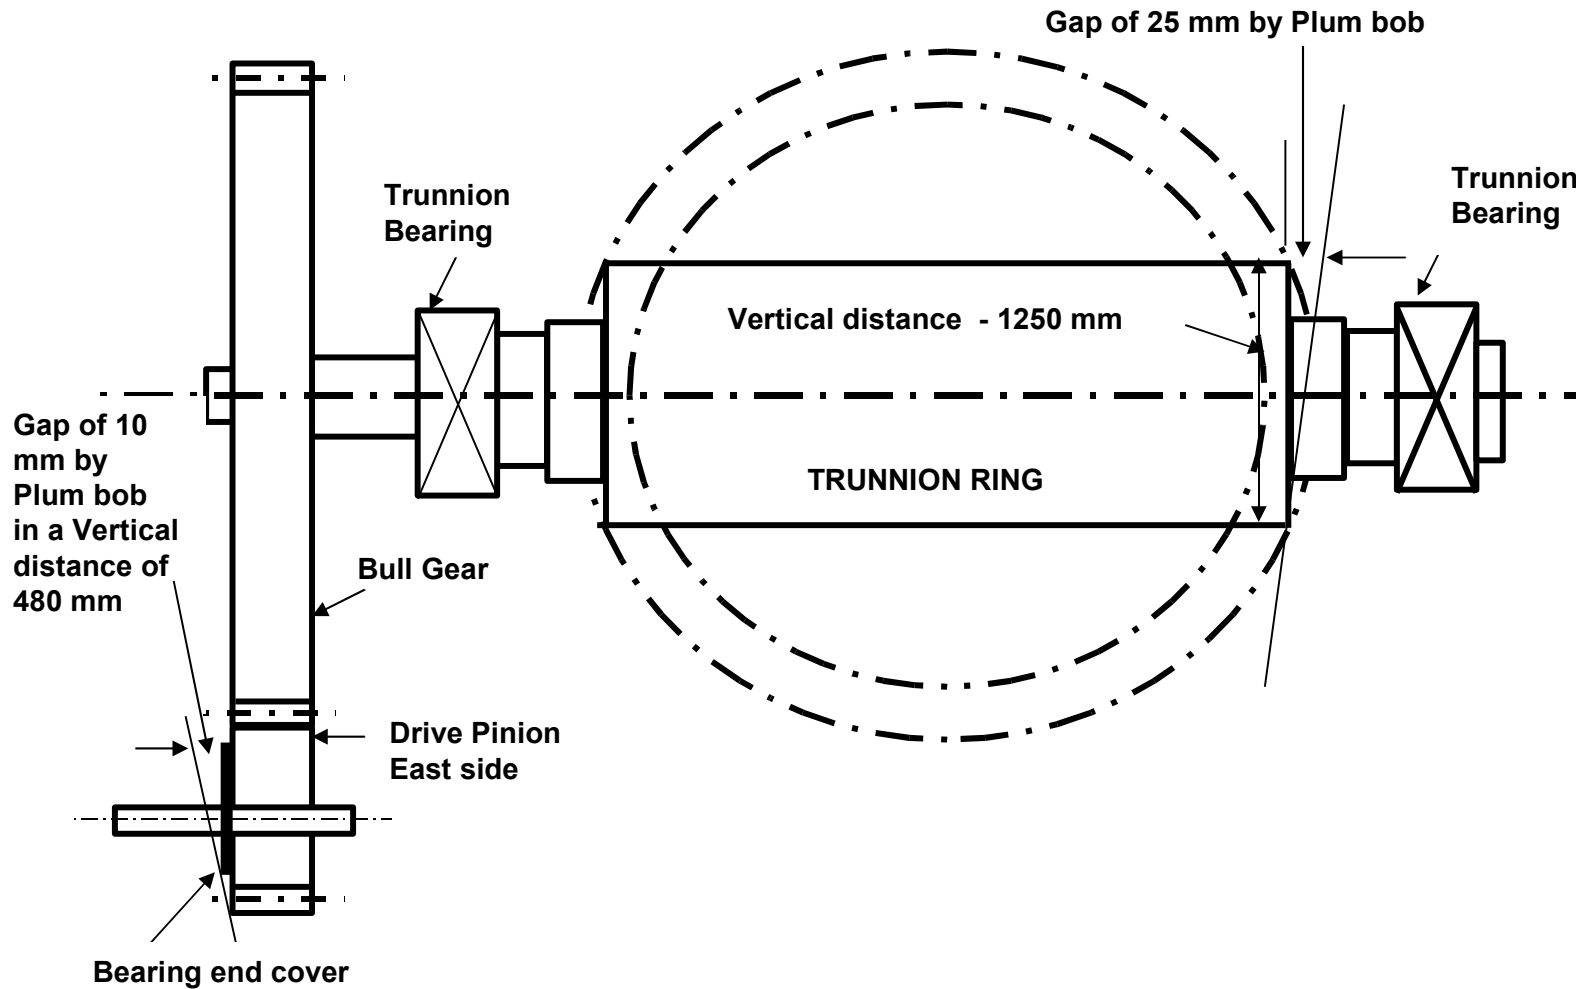 Gap of 25 mm by Plum bob
Trunnion
Bearing
Trunnion
Bearing
Vertical distance - 1250 mm
Gap of 10
mm by
Plum bob
in a Vertical
distance of
480 mm
TRUNNION RING
Bull Gear
Drive Pinion
East side
Bearing end cover